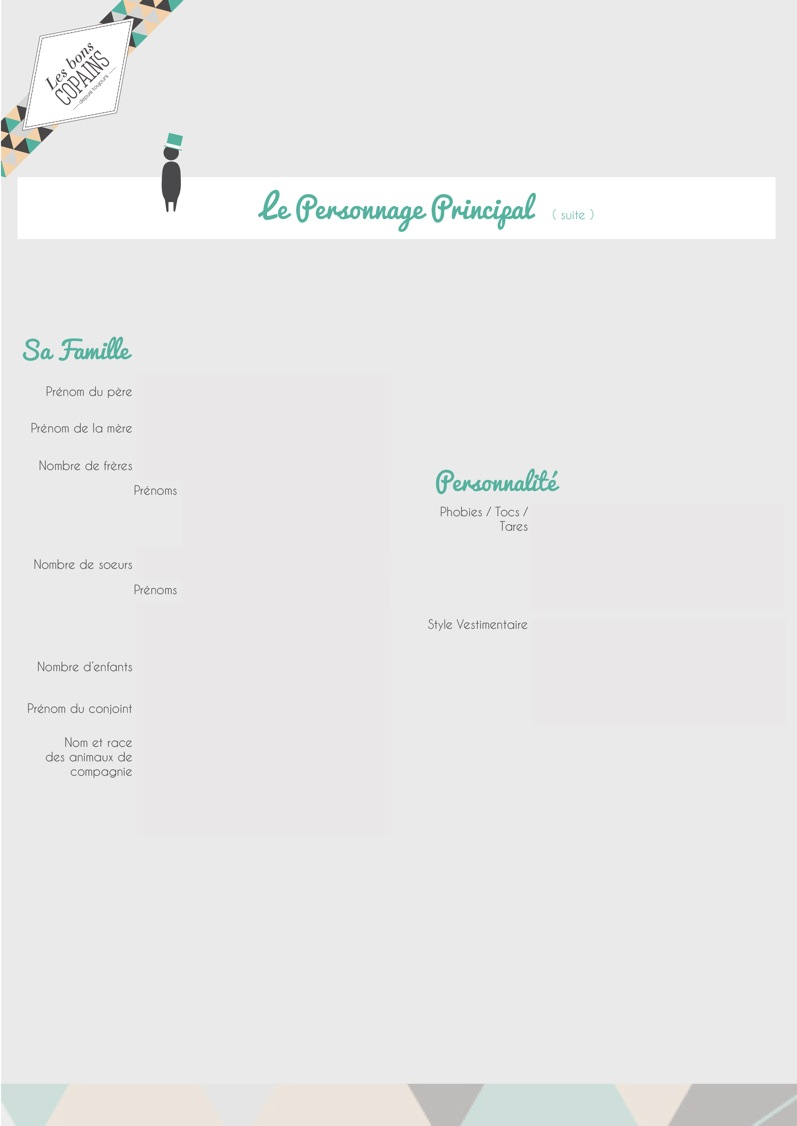 Les bons
COPAINS
depuis toujours
Le Personnage Principal ( suite )
Sa Famille
Prénom du père
Prénom de la mère
Nombre de frères
Prénoms
Nombre de soeurs
Prénoms
Nombre d'enfants
Prénom du conjoint
Nom et race
des animaux de
compagnie
Personnalité
Phobies / Tocs /
Tares
Style Vestimentaire